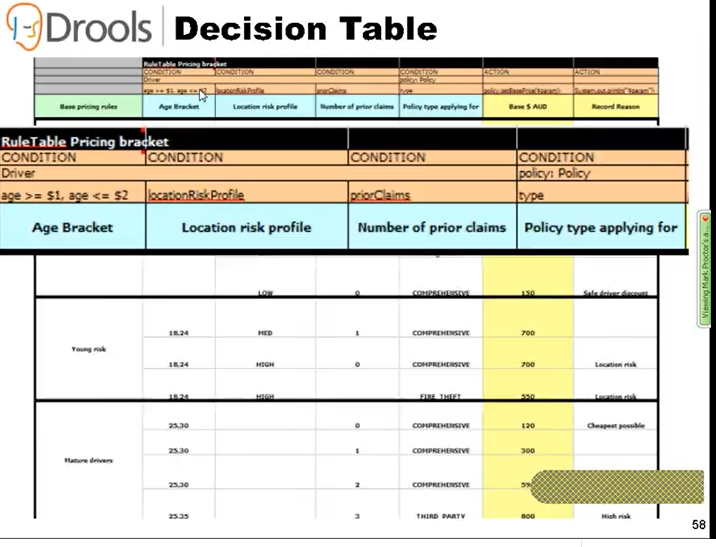 Drools Decision Table
RuleTable Pricing bracket
CONDITION CONDITION CONDITION CONDITION ACTION ACTION
Driver policy: Policy
age >= $1, age <= $2 locationRiskProfile priorClaims type policy.setBasePrice($param); System.out.println("$param");
Base pricing rules Age Bracket Location risk profile Number of prior claims Policy type applying for Base $ AUD Record Reason
RuleTable Pricing bracket
CONDITION CONDITION CONDITION CONDITION
Driver policy: Policy
age >= $1, age <= $2 locationRiskProfile priorClaims type
Age Bracket Location risk profile Number of prior claims Policy type applying for
LOW 0 COMPREHENSIVE 150 Safe driver discount
18,24 MED 1 COMPREHENSIVE 700
Young risk
18,24 HIGH 0 COMPREHENSIVE 700 Location risk
18,24 HIGH FIRE_THEFT 550 Location risk
25,30 0 COMPREHENSIVE 120 Cheapest possible
25,30 1 COMPREHENSIVE 300
Mature drivers
25,30 2 COMPREHENSIVE
25,35 3 THIRD_PARTY 800 High risk
Viewing Mark Proctor's a...
58